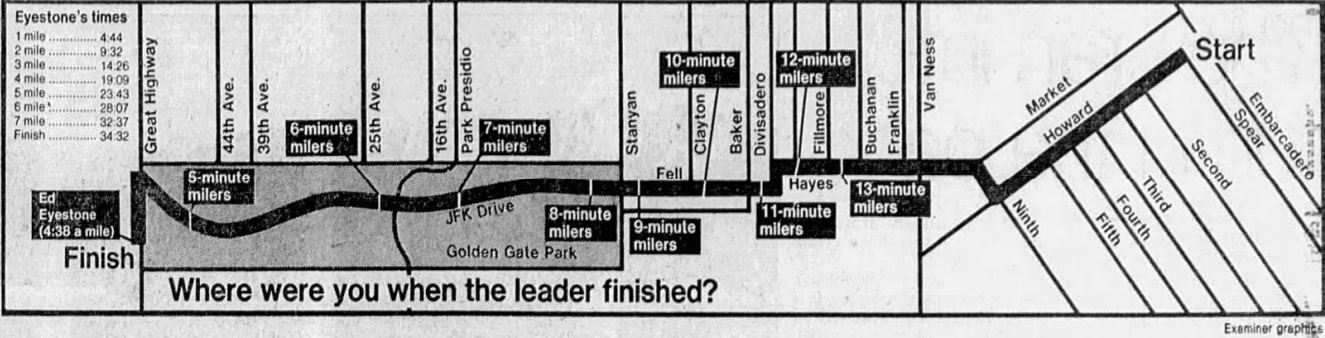 Eyestone's times
1 mile ............ 4:44
2 mile ............ 9:32
3 mile ............ 14:26
4 mile ............ 19:09
5 mile ............ 23:43
6 mile ............ 28:07
7 mile ............ 32:37
Finish ............ 34:32
Great Highway
44th Ave.
39th Ave.
25th Ave.
16th Ave.
Park Presidio
Stanyan
Clayton
Baker
Divisadero
Fillmore
Buchanan
Franklin
Van Ness
Market
Howard
Start
Embarcadero
Spear
Second
Third
Fourth
Fifth
Ninth
Hayes
Fell
JFK Drive
Golden Gate Park
5-minute
milers
6-minute
milers
7-minute
milers
8-minute
milers
9-minute
milers
10-minute
milers
11-minute
milers
12-minute
milers
13-minute
milers
Ed
Eyestone
(4:38 a mile)
Finish
Where were you when the leader finished?
Examiner graphics